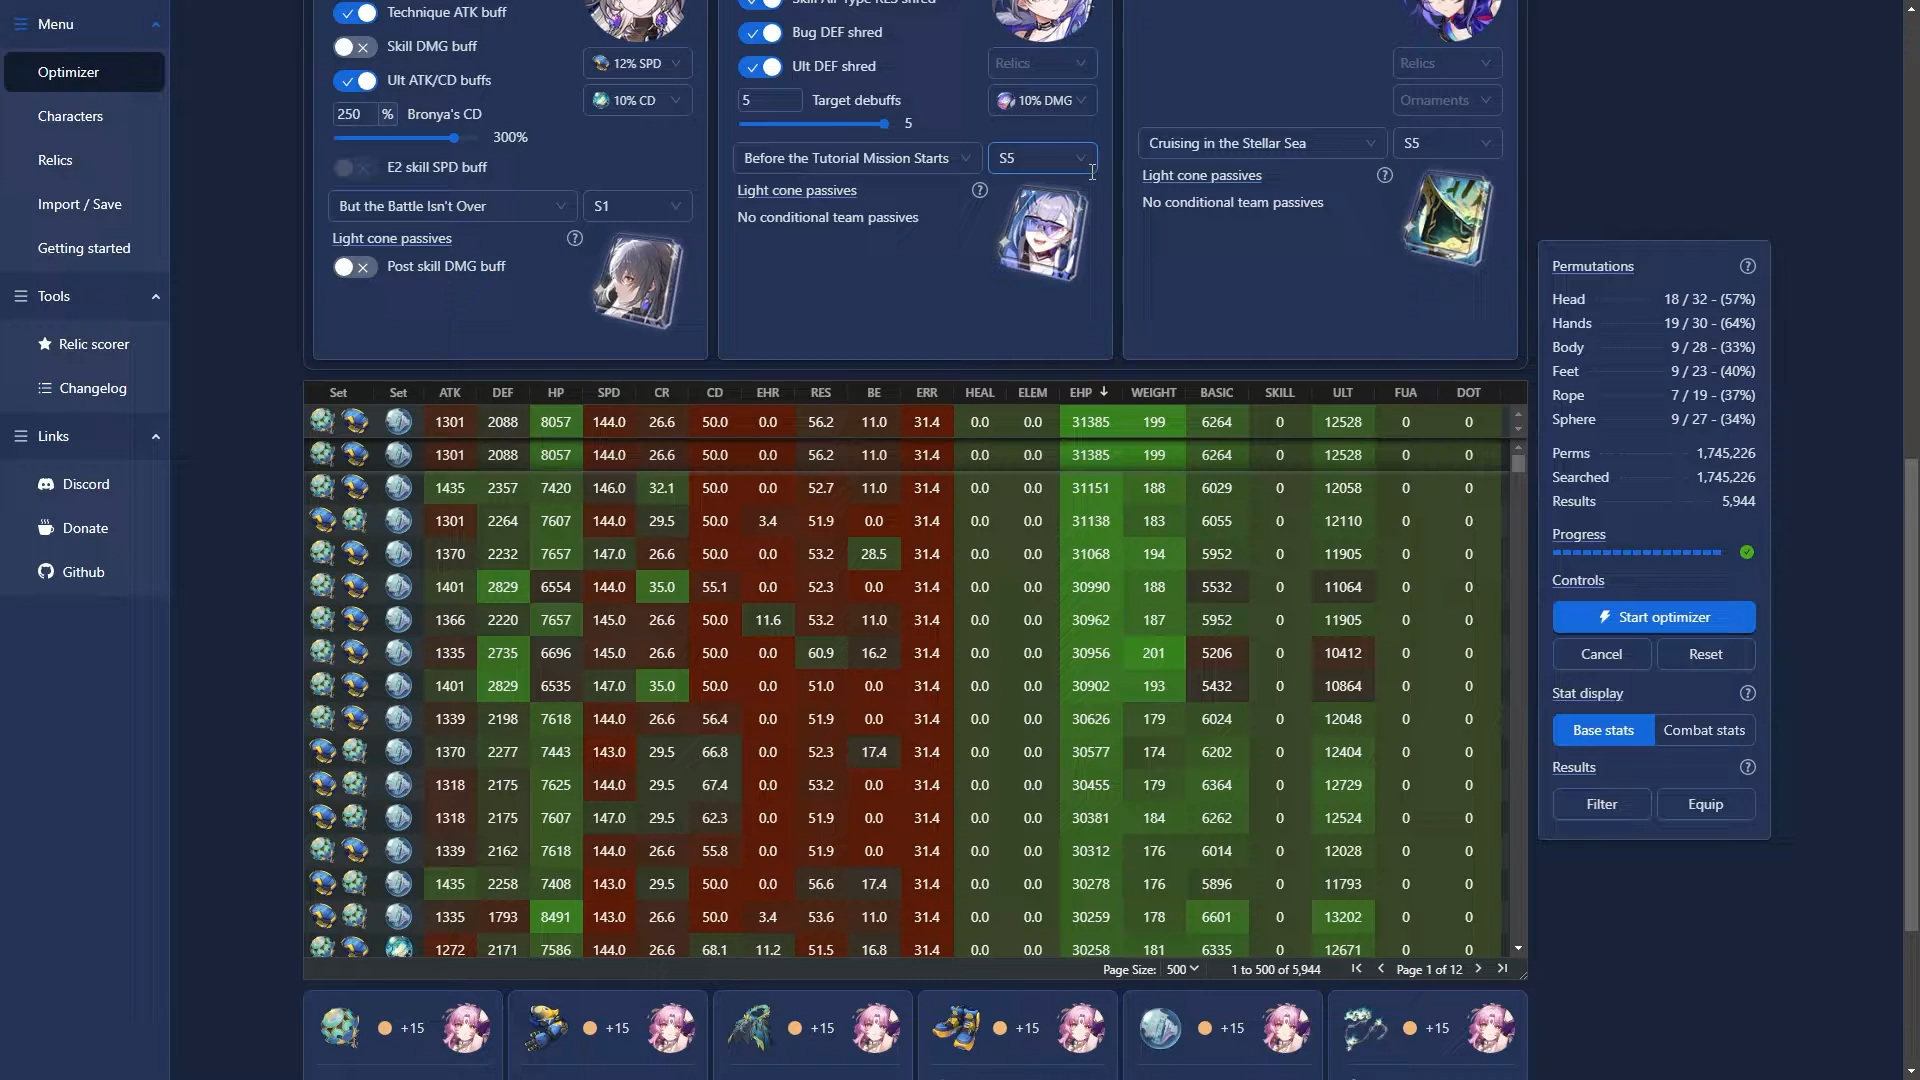 Menu
Optimizer
Characters
Relics
Import / Save
Getting started
Tools
Relic scorer
Changelog
Links
Discord
Donate
Github
Technique ATK buff
Skill DMG buff
12% SPD
Ult ATK/CD buffs
10% CD
250 % Bronya's CD
300%
E2 skill SPD buff
But the Battle Isn't Over S1
Light cone passives
Post skill DMG buff
Bug DEF shred
Ult DEF shred
Relics
5 Target debuffs
10% DMG
5
Before the Tutorial Mission Starts S5
Light cone passives
No conditional team passives
Relics
Ornaments
Cruising in the Stellar Sea S5
Light cone passives
No conditional team passives
Set Set ATK DEF HP SPD CR CD EHR RES BE ERR HEAL ELEM EHP WEIGHT BASIC SKILL ULT FUA DOT
1301 2088 8057 144.0 26.6 50.0 0.0 56.2 11.0 31.4 0.0 0.0 31385 199 6264 0 12528 0 0
1301 2088 8057 144.0 26.6 50.0 0.0 56.2 11.0 31.4 0.0 0.0 31385 199 6264 0 12528 0 0
1435 2357 7420 146.0 32.1 50.0 0.0 52.7 11.0 31.4 0.0 0.0 31151 188 6029 0 12058 0 0
1301 2264 7607 144.0 29.5 50.0 3.4 51.9 0.0 31.4 0.0 0.0 31138 183 6055 0 12110 0 0
1370 2232 7657 147.0 26.6 50.0 0.0 53.2 28.5 31.4 0.0 0.0 31068 194 5952 0 11905 0 0
1401 2829 6554 144.0 35.0 55.1 0.0 52.3 0.0 31.4 0.0 0.0 30990 188 5532 0 11064 0 0
1366 2220 7657 145.0 26.6 50.0 11.6 53.2 11.0 31.4 0.0 0.0 30962 187 5952 0 11905 0 0
1335 2735 6696 145.0 26.6 50.0 0.0 60.9 16.2 31.4 0.0 0.0 30956 201 5206 0 10412 0 0
1401 2829 6535 147.0 35.0 50.0 0.0 51.0 0.0 31.4 0.0 0.0 30902 193 5432 0 10864 0 0
1339 2198 7618 144.0 26.6 56.4 0.0 51.9 0.0 31.4 0.0 0.0 30626 179 6024 0 12048 0 0
1370 2277 7443 143.0 29.5 66.8 0.0 52.3 17.4 31.4 0.0 0.0 30577 174 6202 0 12404 0 0
1318 2175 7625 144.0 29.5 67.4 0.0 53.2 0.0 31.4 0.0 0.0 30455 179 6364 0 12729 0 0
1318 2175 7607 147.0 29.5 62.3 0.0 51.9 0.0 31.4 0.0 0.0 30381 184 6262 0 12524 0 0
1339 2162 7618 144.0 26.6 55.8 0.0 51.9 0.0 31.4 0.0 0.0 30312 176 6014 0 12028 0 0
1435 2258 7408 143.0 29.5 50.0 0.0 56.6 17.4 31.4 0.0 0.0 30278 176 5896 0 11793 0 0
1335 1793 8491 143.0 26.6 50.0 3.4 53.6 11.0 31.4 0.0 0.0 30259 178 6601 0 13202 0 0
1272 2171 7586 144.0 26.6 68.1 11.2 51.5 16.8 31.4 0.0 0.0 30258 181 6335 0 12671 0 0
Page Size: 500 1 to 500 of 5,944 Page 1 of 12
+15 +15 +15 +15 +15 +15
Permutations
Head 18 / 32 - (57%)
Hands 19 / 30 - (64%)
Body 9 / 28 - (33%)
Feet 9 / 23 - (40%)
Rope 7 / 19 - (37%)
Sphere 9 / 27 - (34%)
Perms 1,745,226
Searched 1,745,226
Results 5,944
Progress
Controls
Start optimizer
Cancel Reset
Stat display
Base stats Combat stats
Results
Filter Equip